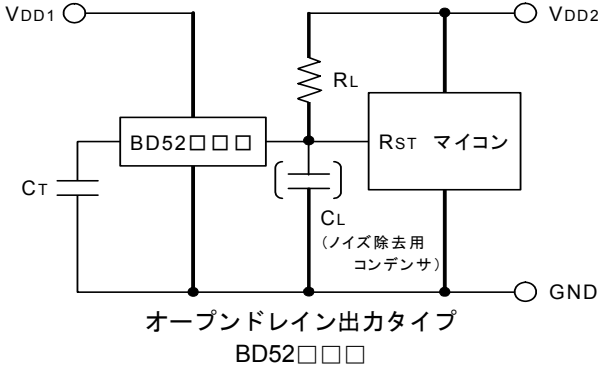 VDD1
VDD2
RL
BD52□□□
RST マイコン
CT
CL
(ノイズ除去用
コンデンサ)
GND
オープンドレイン出力タイプ
BD52□□□